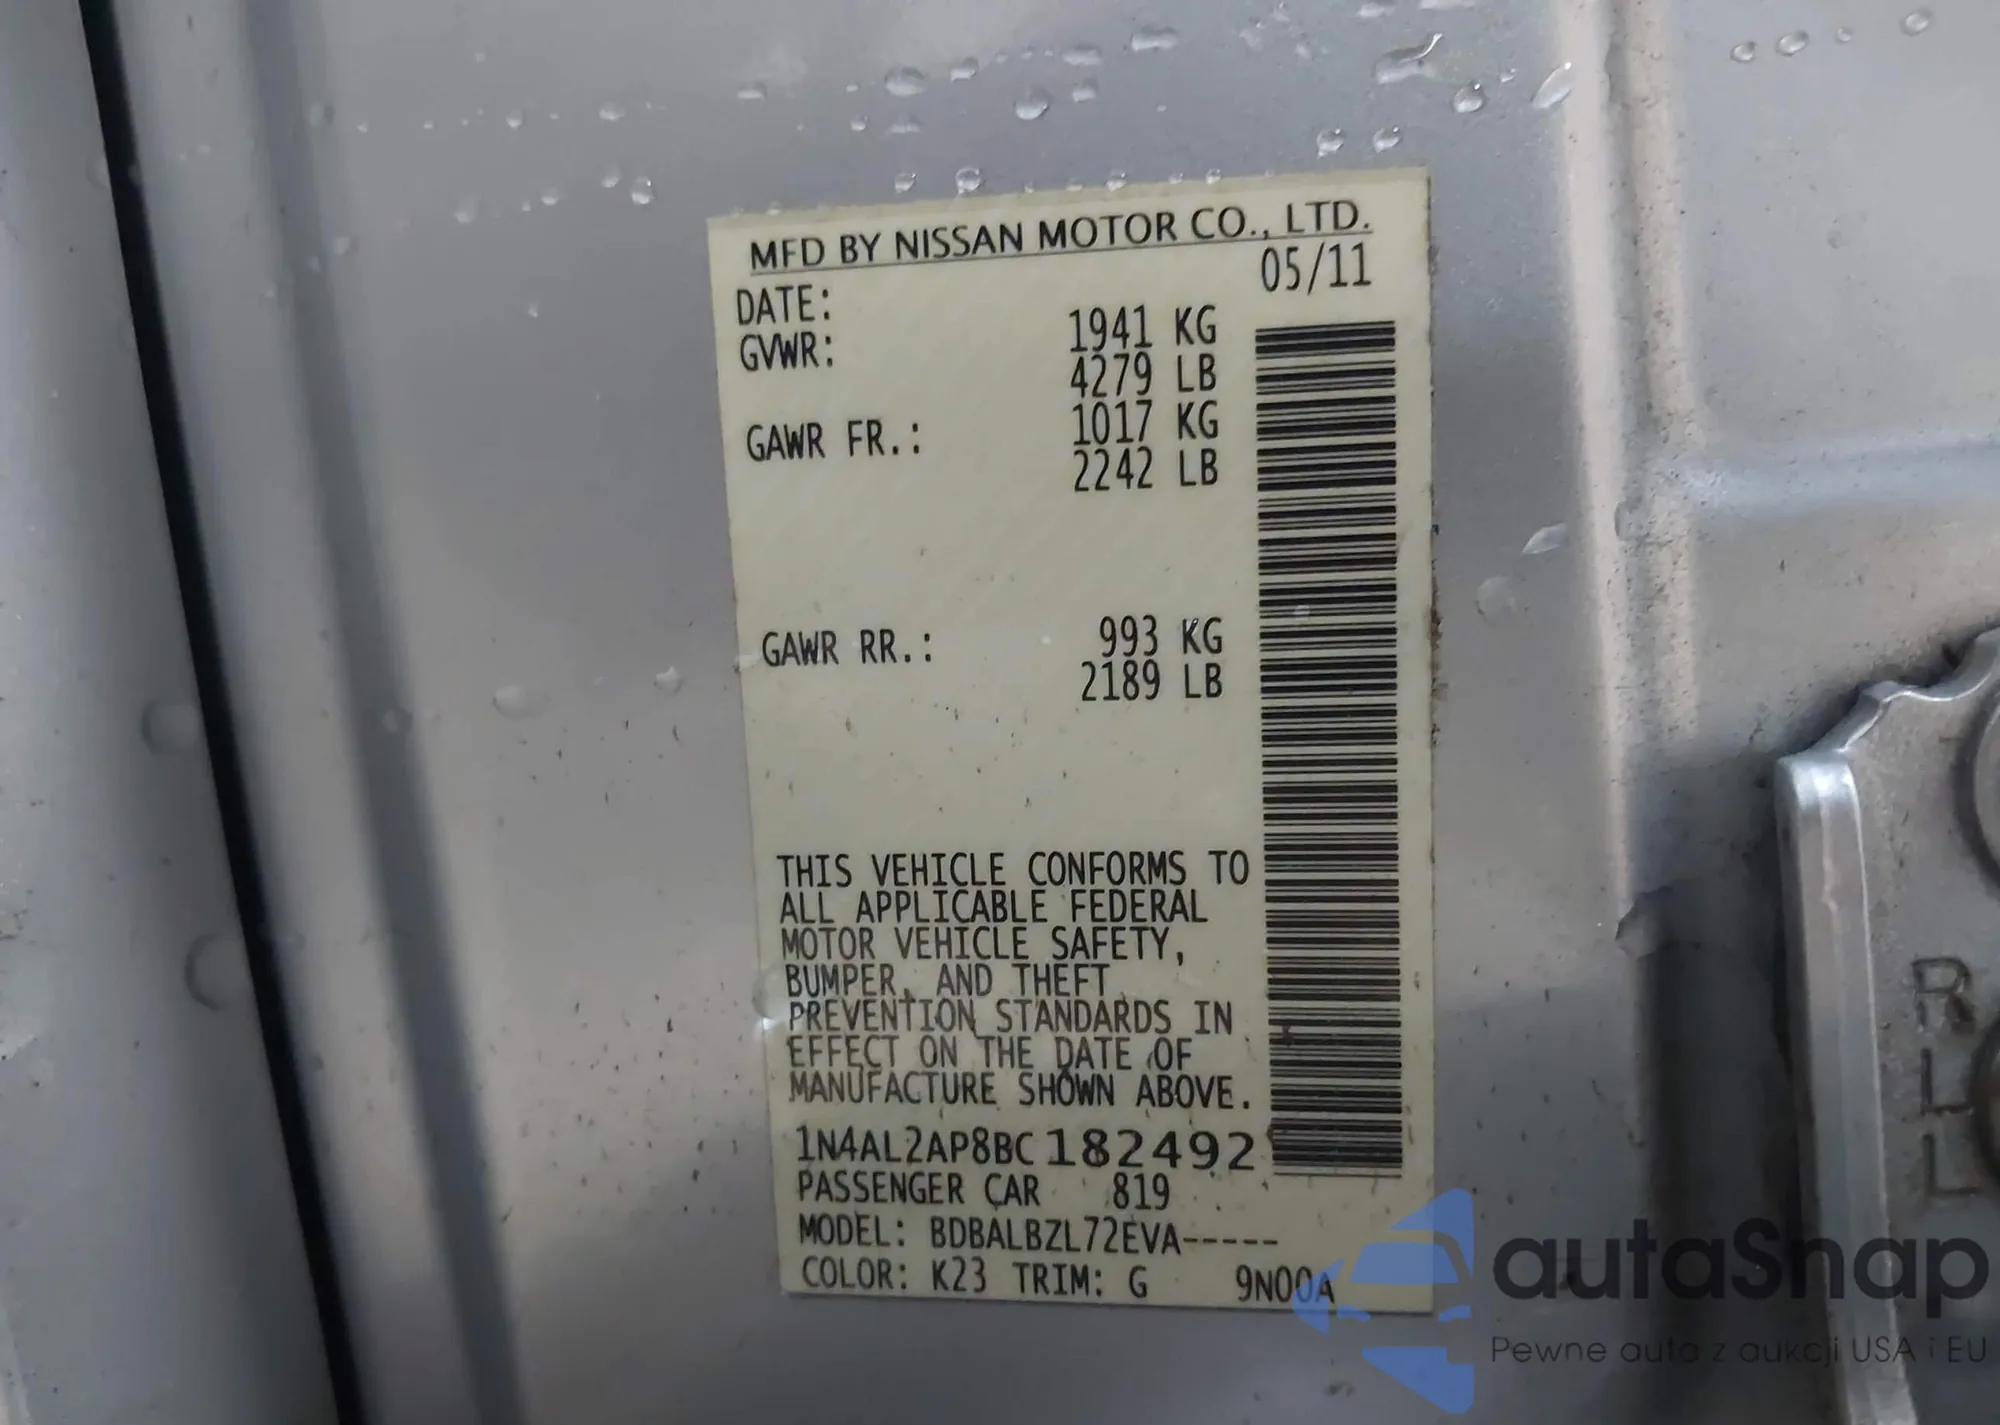 MFD BY NISSAN MOTOR CO., LTD.
DATE: 05/11
GVWR: 1941 KG
4279 LB
GAWR FR.: 1017 KG
2242 LB
GAWR RR.: 993 KG
2189 LB
THIS VEHICLE CONFORMS TO
ALL APPLICABLE FEDERAL
MOTOR VEHICLE SAFETY,
BUMPER, AND THEFT
PREVENTION STANDARDS IN
EFFECT ON THE DATE OF
MANUFACTURE SHOWN ABOVE.
1N4AL2AP8BC182492
PASSENGER CAR 819
MODEL: BDBALBZL72EVA-----
COLOR: K23 TRIM: G 9N00A
R
L
L
autaSnap
Pewne auta z aukcji USA i EU